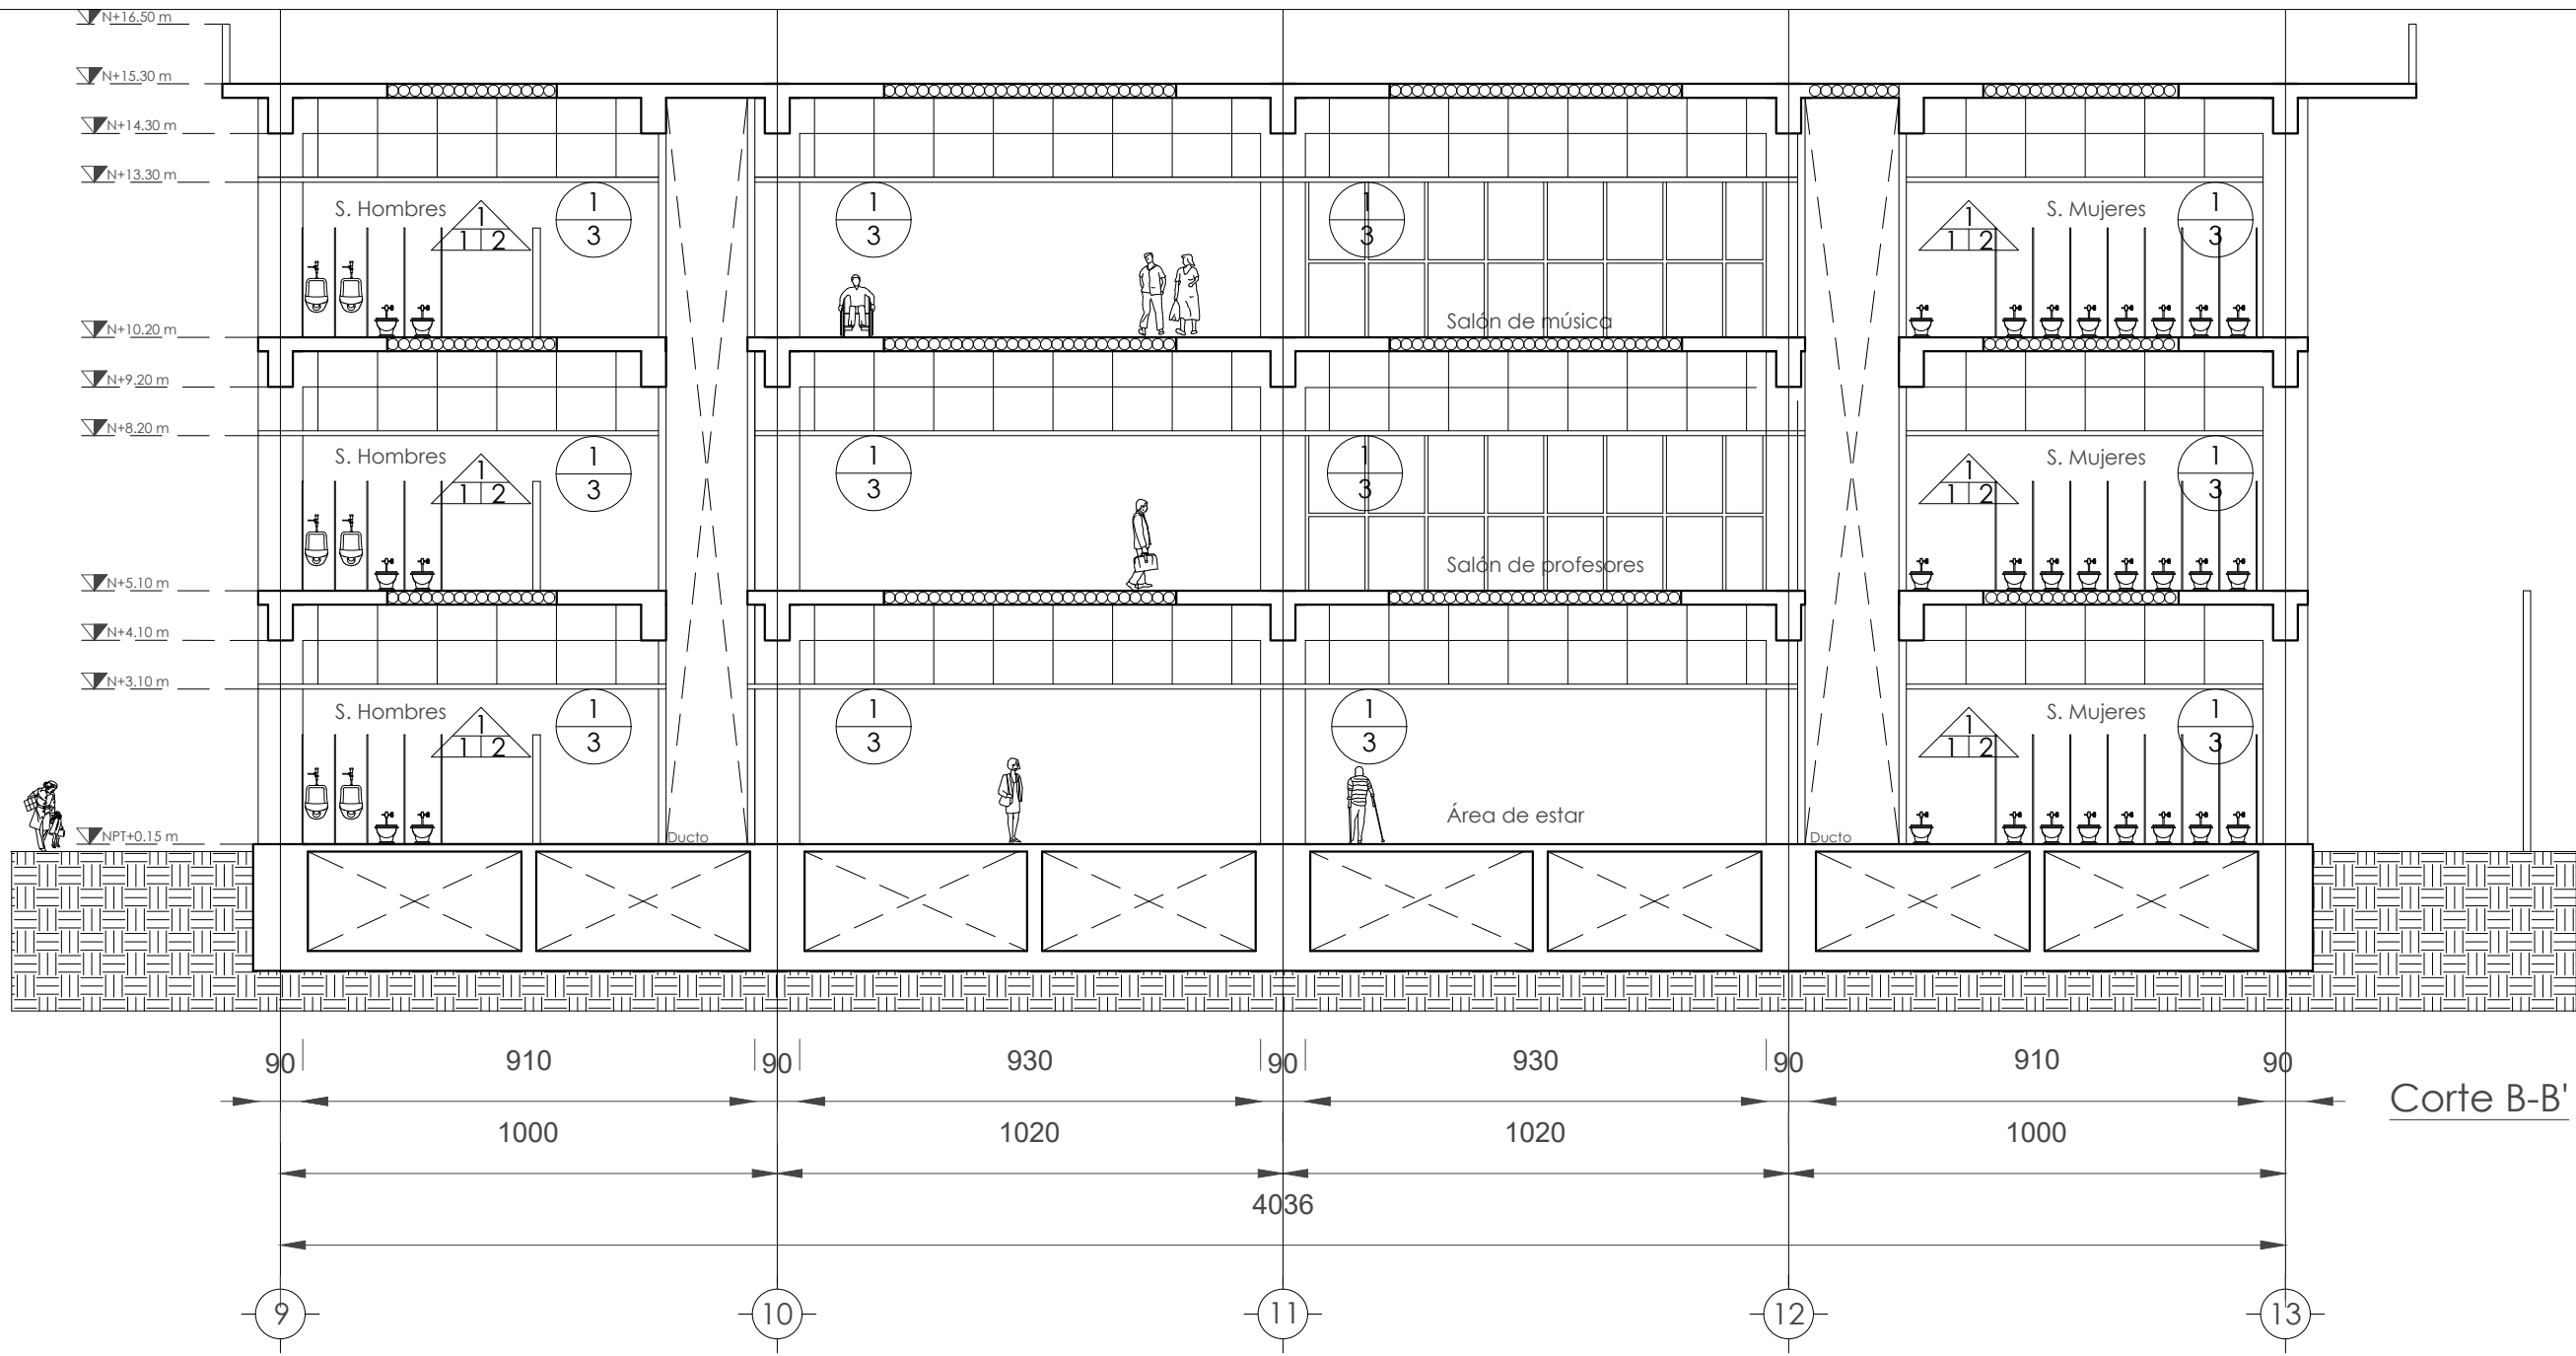 N+16.50 m
N+15.30 m
N+14.30 m
N+13.30 m
S. Hombres 1 1 2 1 3
1 3
1 3
1 1 2 S. Mujeres 1 3
Salón de música
N+10.20 m
N+9.20 m
N+8.20 m
S. Hombres 1 1 2 1 3
1 3
1 3
1 1 2 S. Mujeres 1 3
Salón de profesores
N+5.10 m
N+4.10 m
N+3.10 m
S. Hombres 1 1 2 1 3
1 3
1 3
1 1 2 S. Mujeres 1 3
Área de estar
NPT+0.15 m
Ducto
Ducto
90 910 90 930 90 930 90 910 90
Corte B-B'
1000 1020 1020 1000
4036
9 10 11 12 13